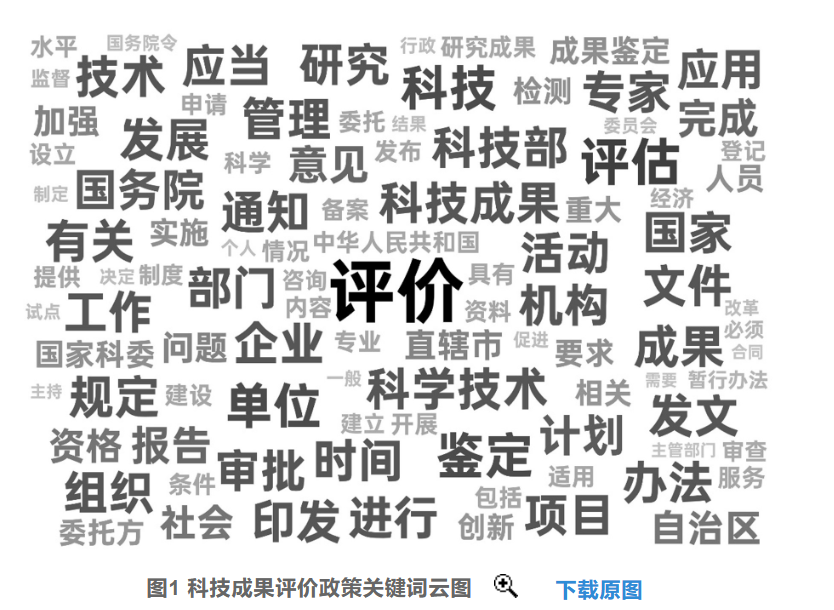 水平 国务院令 应当 研究 行政 研究成果 成果鉴定 应用
监督 技术 科技 检测 专家
加强 申请 管理 委托 结果 委员会 完成
设立 发展 科学 意见 发布 科技部 评估 登记
制定 国务院 通知 备案 科技成果 重大 经济 人员
有关 实施 个人 情况 中华人民共和国 活动 国家
提供 决定 制度 部门 咨询 评价 具有 文件
试点 工作 内容 资料 机构 改革
国家科委 问题 企业 专业 直辖市 促进 要求 成果 必须 合同
主持 规定 建设 单位 一般 科学技术 相关 需要 暂行办法
资格 报告 建立 开展 鉴定 计划 发文 主管部门 审查
组织 条件 审批 时间 适用 办法 服务
委托方 社会 印发 进行 创新 包括 项目 自治区
图1 科技成果评价政策关键词云图 下载原图